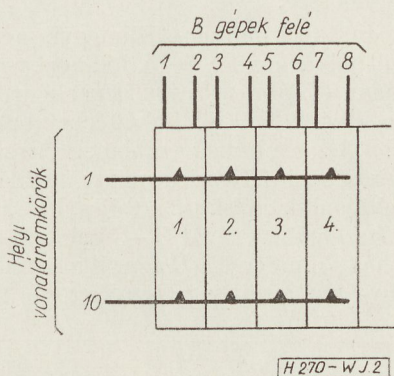 B gépek felé
1 2 3 4 5 6 7 8
Helyi
vonaláramkörök
1
1. 2. 3. 4.
10
H 270-WJ.2